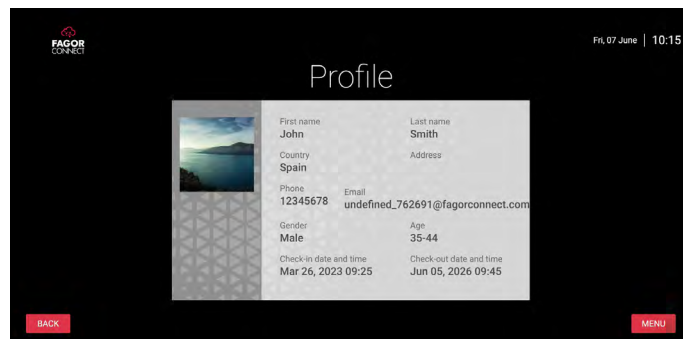 FAGOR
CONNECT
Fri, 07 June | 10:15
Profile
First name Last name
John Smith
Country Address
Spain
Phone Email
12345678 undefined_762691@fagorconnect.com
Gender Age
Male 35-44
Check-in date and time Check-out date and time
Mar 26, 2023 09:25 Jun 05, 2026 09:45
BACK MENU